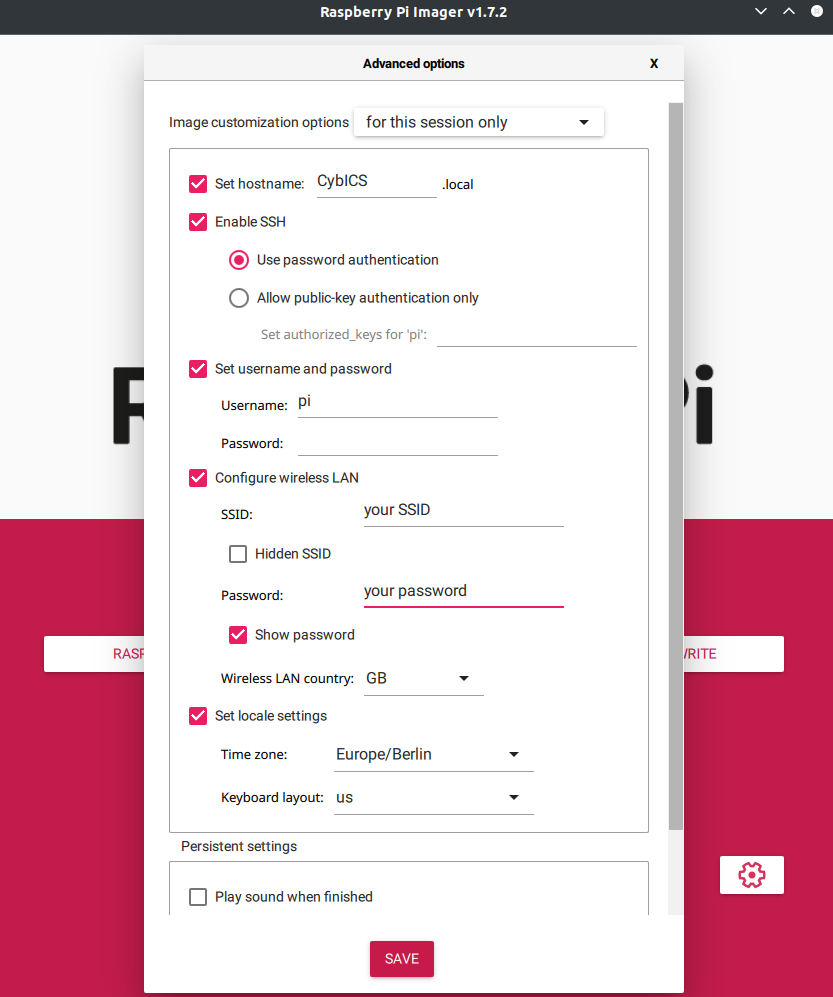 Raspberry Pi Imager v1.7.2
Advanced options X
Image customization options for this session only
Set hostname: CybICS .local
Enable SSH
Use password authentication
Allow public-key authentication only
Set authorized_keys for 'pi':
Set username and password
Username: pi
Password:
Configure wireless LAN
SSID: your SSID
Hidden SSID
Password: your password
Show password
Wireless LAN country: GB
Set locale settings
Time zone: Europe/Berlin
Keyboard layout: us
Persistent settings
Play sound when finished
SAVE